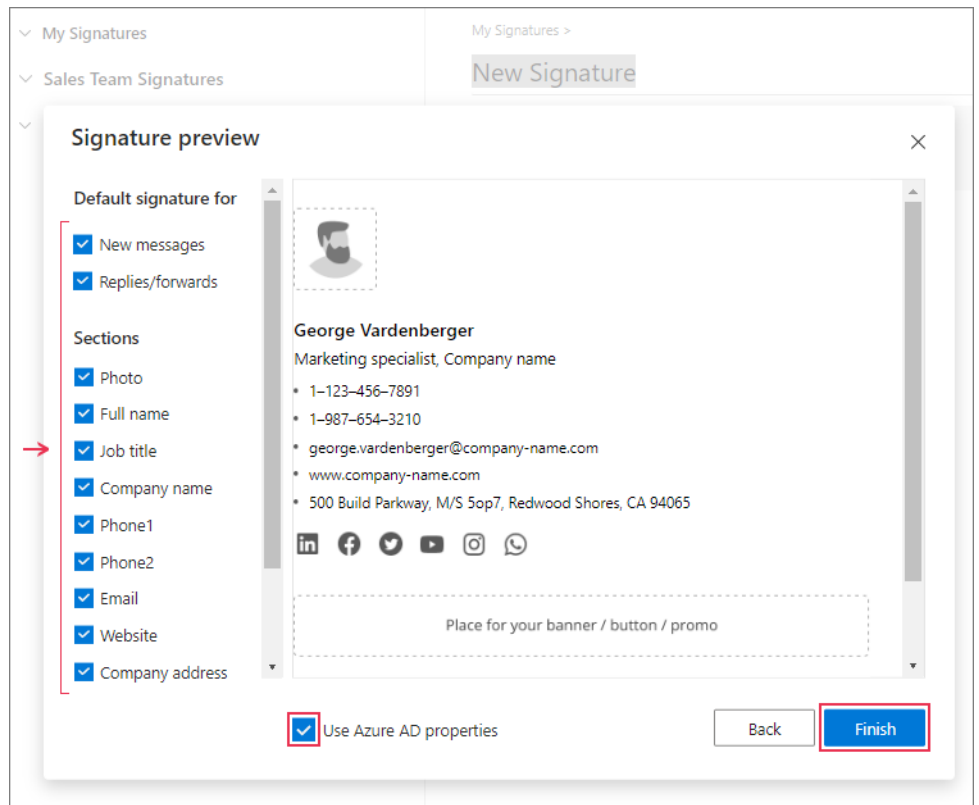 My Signatures
Sales Team Signatures
My Signatures >
New Signature
Signature preview
Default signature for
New messages
Replies/forwards
Sections
Photo
Full name
Job title
Company name
Phone1
Phone2
Email
Website
Company address
George Vardenberger
Marketing specialist, Company name
• 1–123–456–7891
• 1–987–654–3210
• george.vardenberger@company-name.com
• www.company-name.com
• 500 Build Parkway, M/S 5op7, Redwood Shores, CA 94065
in
Place for your banner / button / promo
Use Azure AD properties
Back
Finish